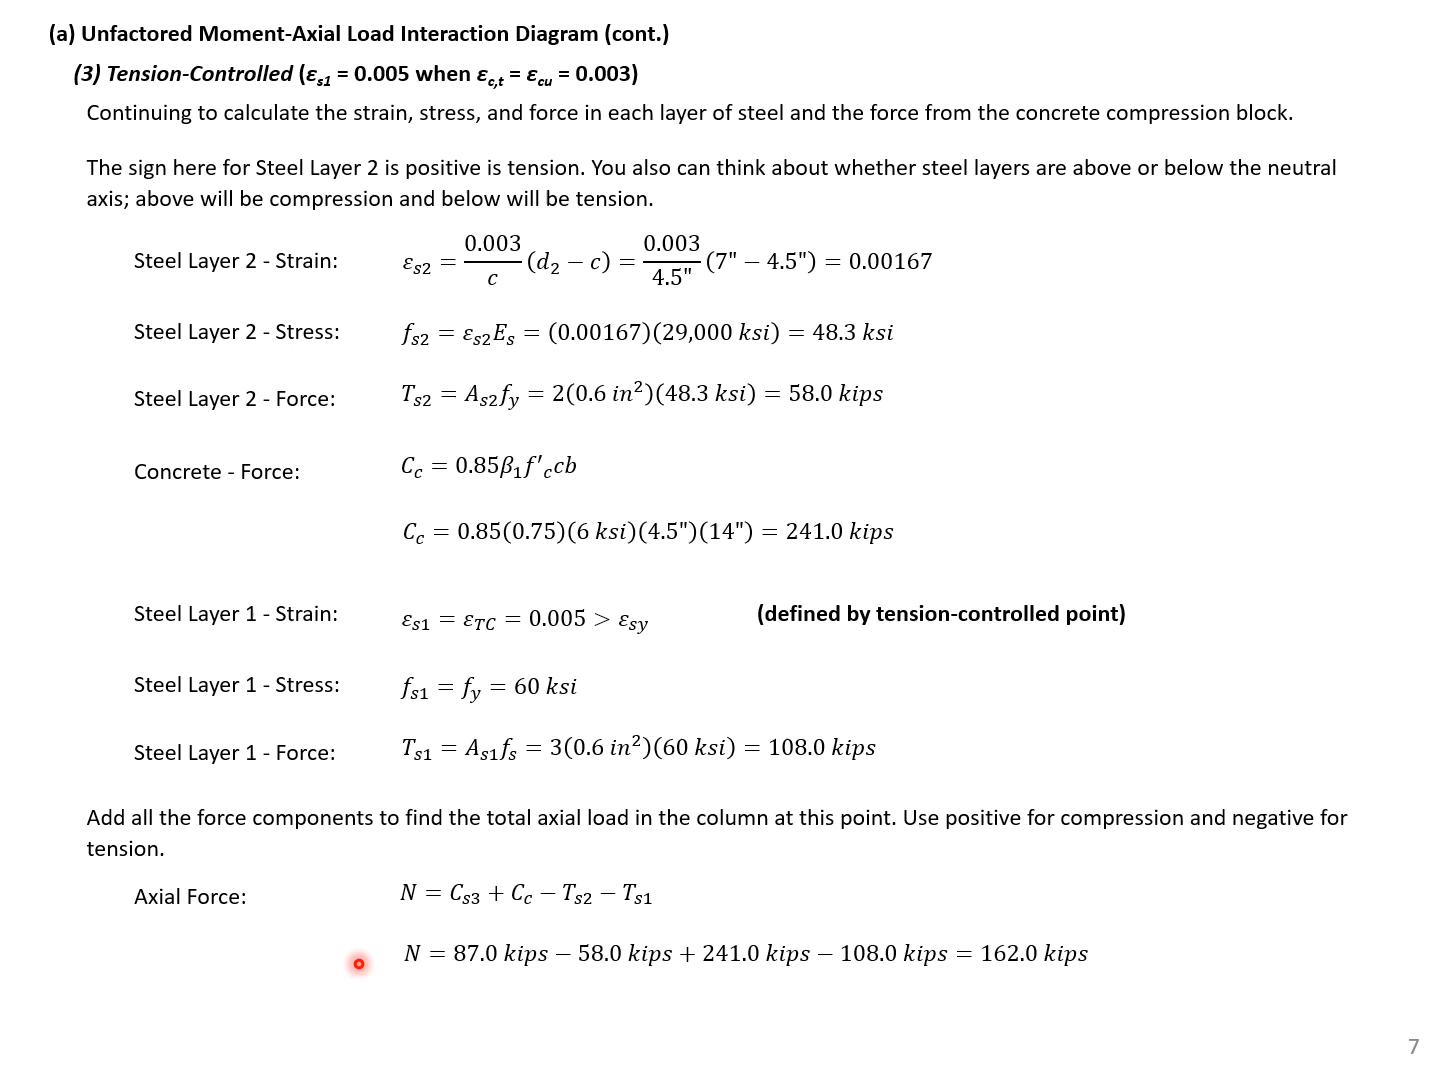 (a) Unfactored Moment-Axial Load Interaction Diagram (cont.)
(3) Tension-Controlled (εs1 = 0.005 when εc,t = εcu = 0.003)
Continuing to calculate the strain, stress, and force in each layer of steel and the force from the concrete compression block.
The sign here for Steel Layer 2 is positive is tension. You also can think about whether steel layers are above or below the neutral
axis; above will be compression and below will be tension.
Steel Layer 2 - Strain: εs2 = 0.003/c (d2 − c) = 0.003/4.5" (7" − 4.5") = 0.00167
Steel Layer 2 - Stress: fs2 = εs2Es = (0.00167)(29,000 ksi) = 48.3 ksi
Steel Layer 2 - Force: Ts2 = As2fy = 2(0.6 in²)(48.3 ksi) = 58.0 kips
Concrete - Force: Cc = 0.85β1f′ccb
Cc = 0.85(0.75)(6 ksi)(4.5")(14") = 241.0 kips
Steel Layer 1 - Strain: εs1 = εTC = 0.005 > εsy (defined by tension-controlled point)
Steel Layer 1 - Stress: fs1 = fy = 60 ksi
Steel Layer 1 - Force: Ts1 = As1fs = 3(0.6 in²)(60 ksi) = 108.0 kips
Add all the force components to find the total axial load in the column at this point. Use positive for compression and negative for
tension.
Axial Force: N = Cs3 + Cc − Ts2 − Ts1
N = 87.0 kips − 58.0 kips + 241.0 kips − 108.0 kips = 162.0 kips
7